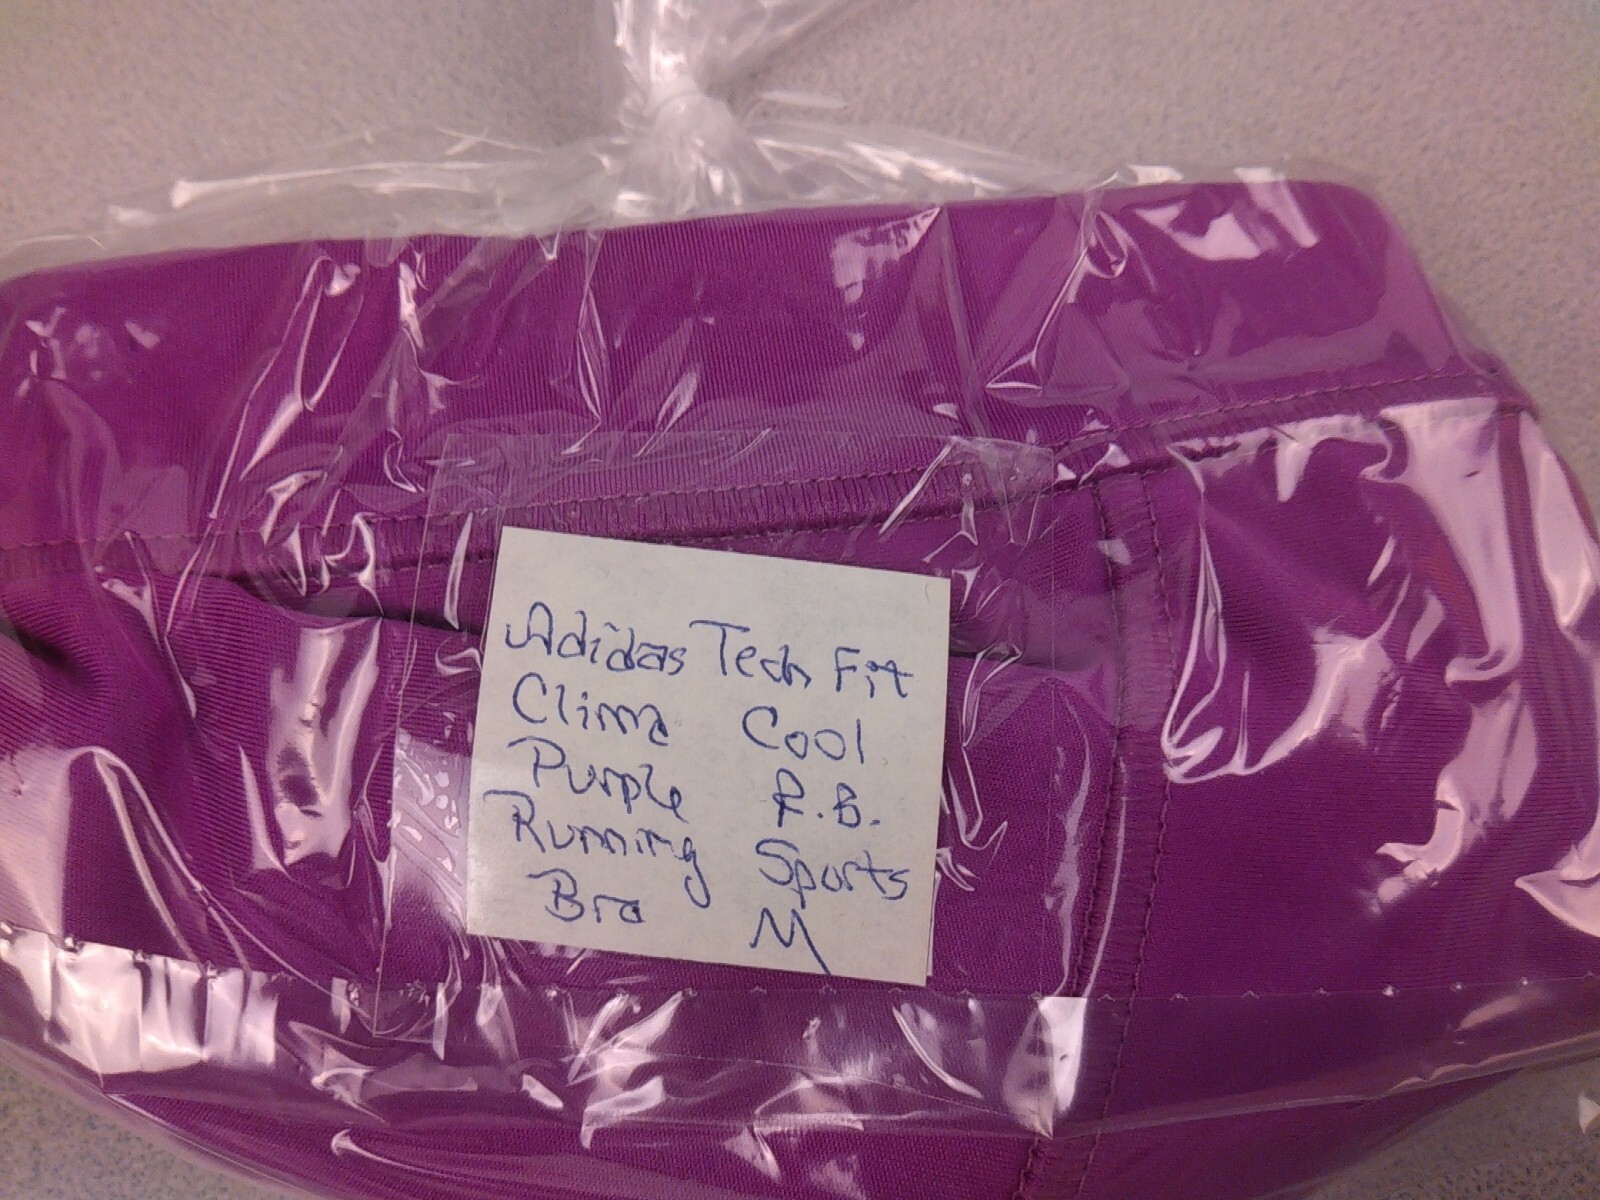 Adidas Tech Fit
Clima Cool
Purple R.B.
Running Sports
Bra M